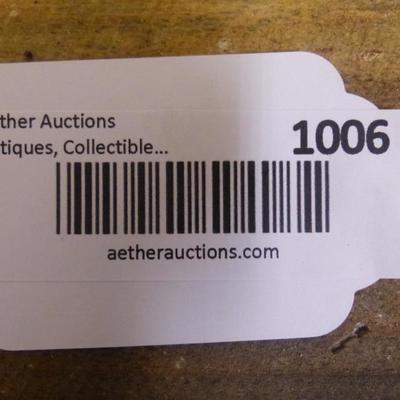 ther Auctions
tiques, Collectible...
1006
aetherauctions.com